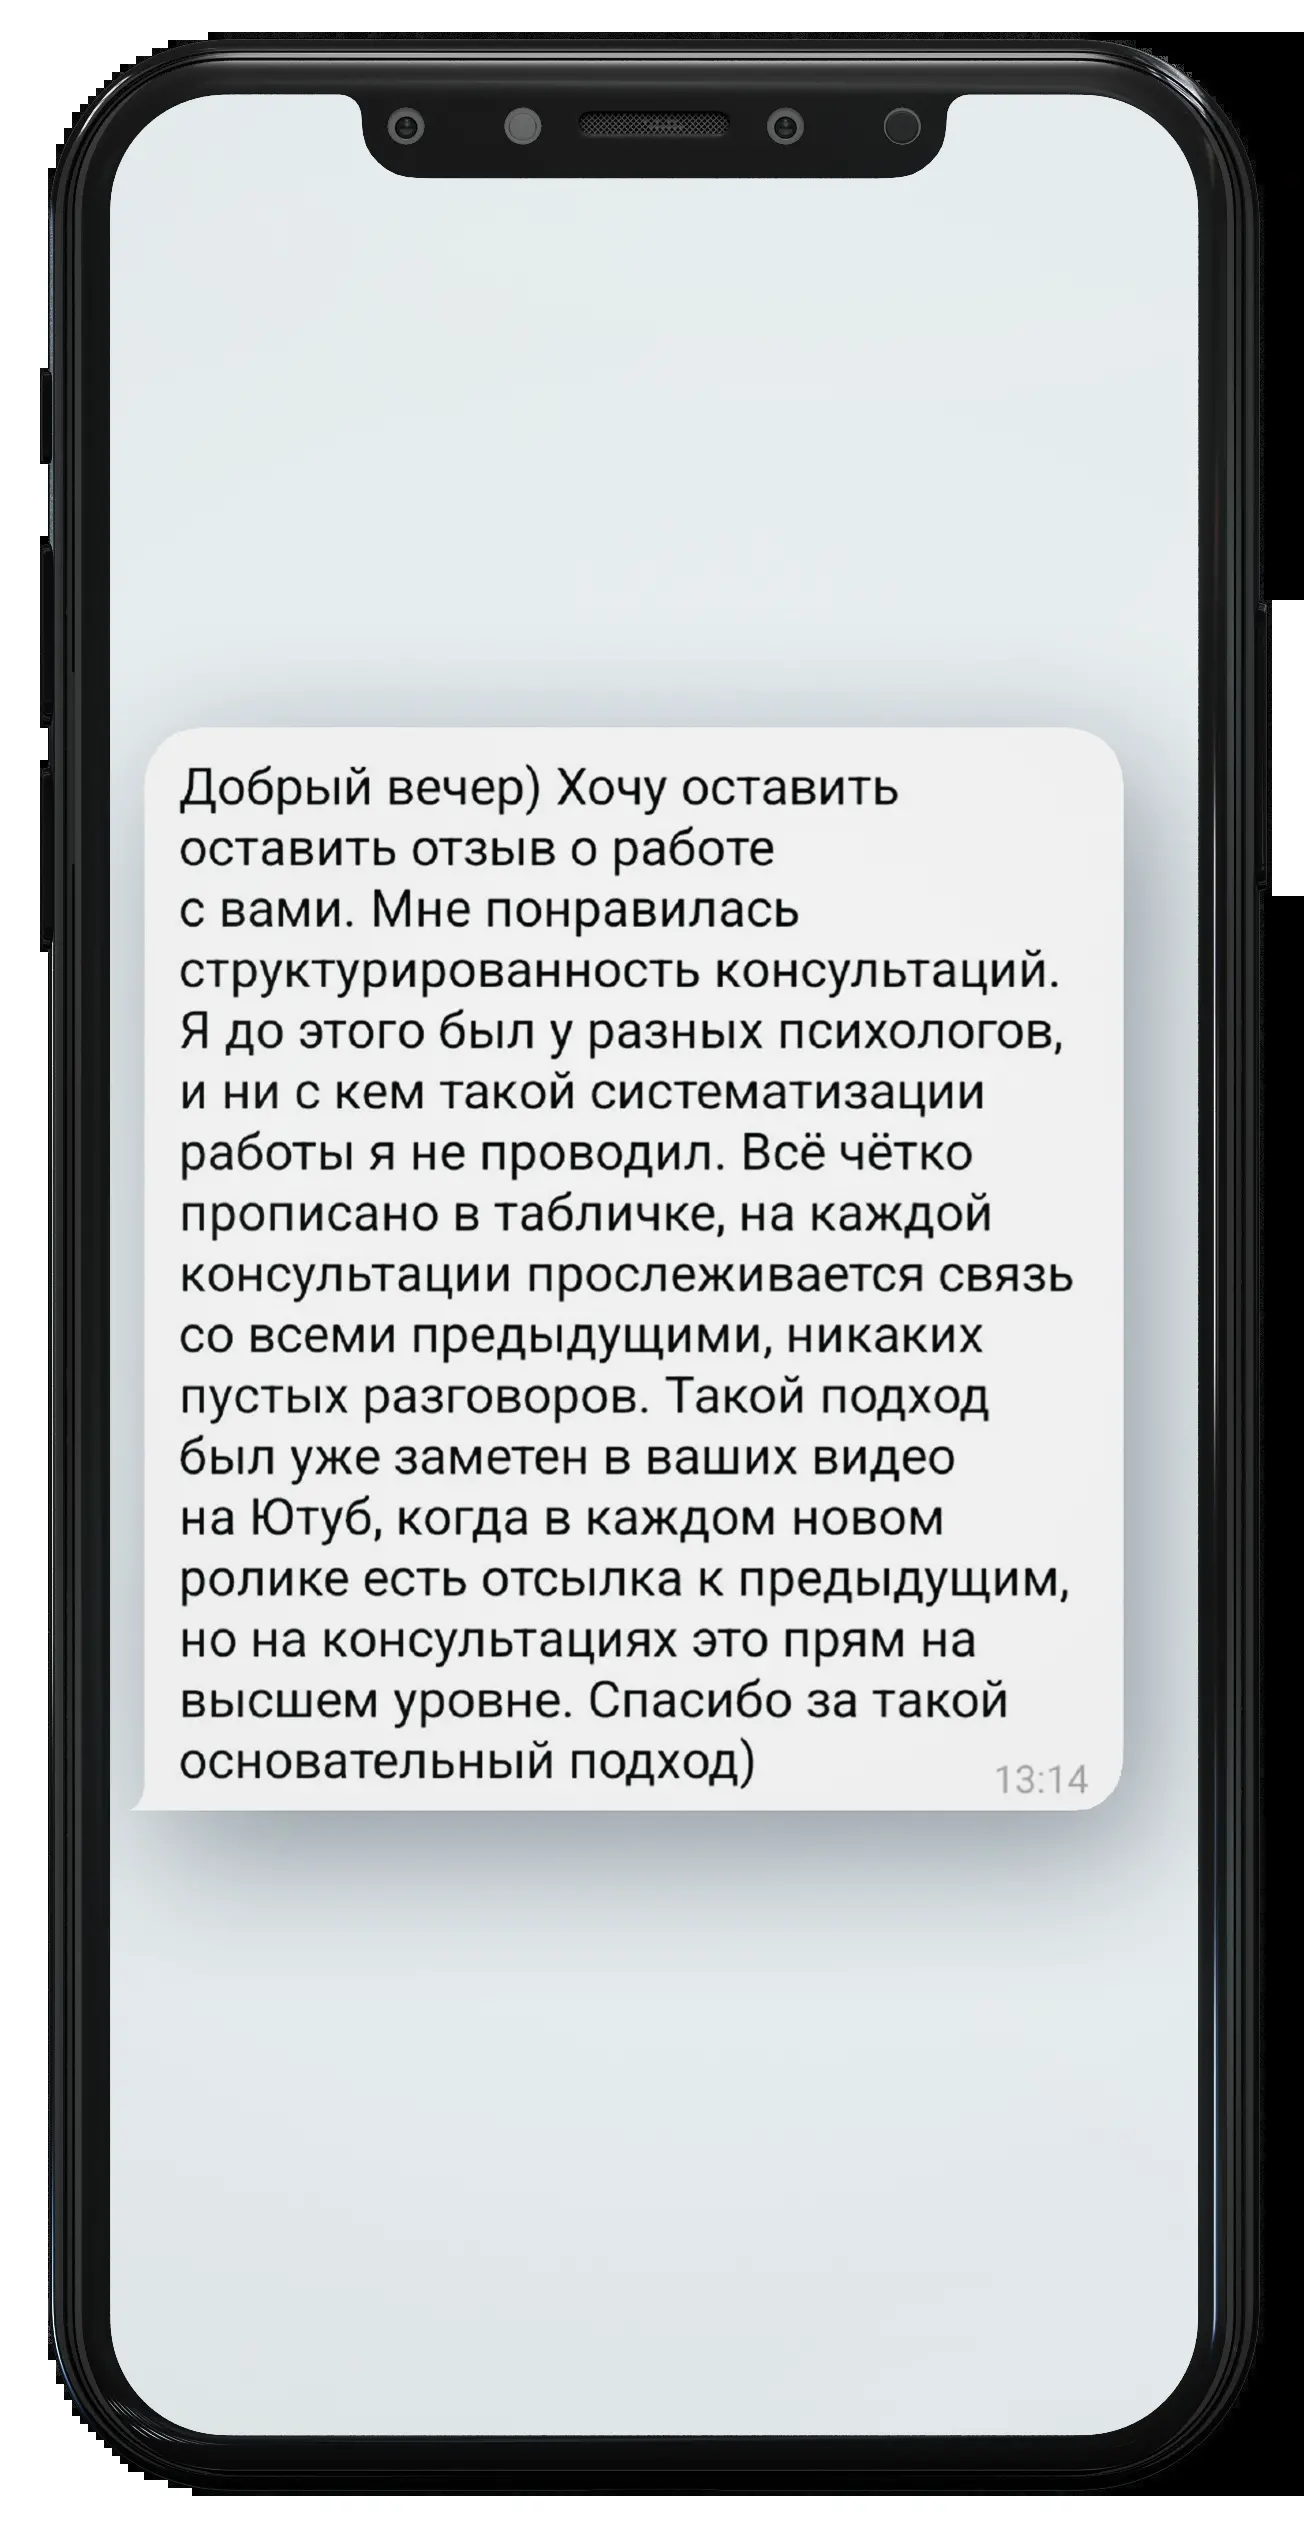 Добрый вечер) Хочу оставить
оставить отзыв о работе
с вами. Мне понравилась
структурированность консультаций.
Я до этого был у разных психологов,
и ни с кем такой систематизации
работы я не проводил. Всё чётко
прописано в табличке, на каждой
консультации прослеживается связь
со всеми предыдущими, никаких
пустых разговоров. Такой подход
был уже заметен в ваших видео
на Ютуб, когда в каждом новом
ролике есть отсылка к предыдущим,
но на консультациях это прям на
высшем уровне. Спасибо за такой
основательный подход)
13:14